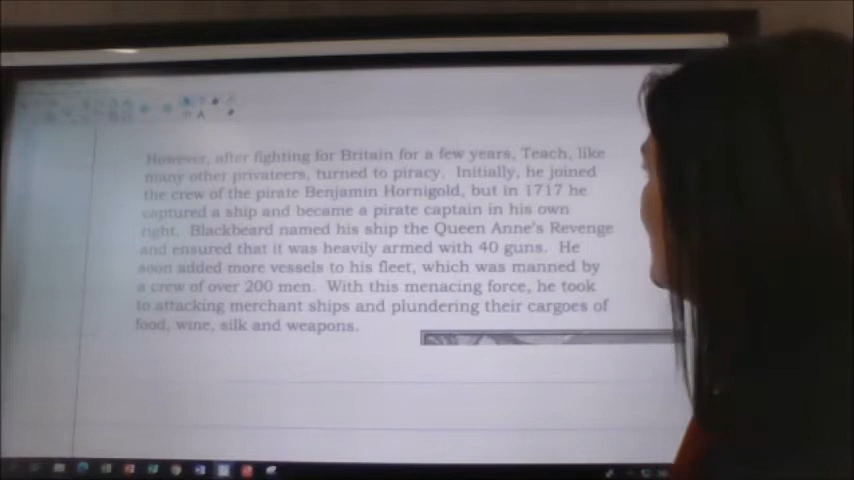 However, after fighting for Britain for a few years, Teach, like
many other privateers, turned to piracy. Initially, he joined
the crew of the pirate Benjamin Hornigold, but in 1717 he
captured a ship and became a pirate captain in his own
right. Blackbeard named his ship the Queen Anne's Revenge
and ensured that it was heavily armed with 40 guns. He
soon added more vessels to his fleet, which was manned by
a crew of over 200 men. With this menacing force, he took
to attacking merchant ships and plundering their cargoes of
food, wine, silk and weapons.